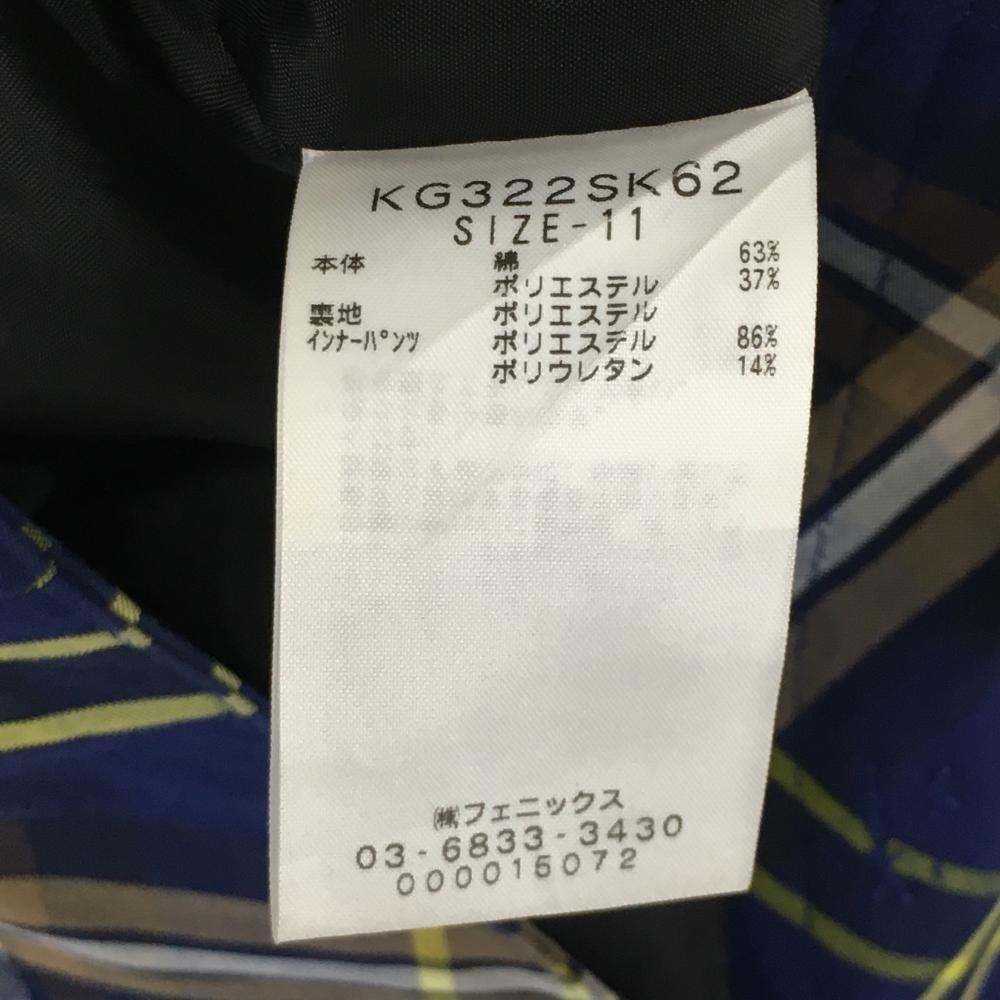 KG322SK62
SIZE-11
本体 綿 63%
ポリエステル 37%
裏地 ポリエステル
インナーパンツ ポリエステル 86%
ポリウレタン 14%
㈱フェニックス
03-6833-3430
000015072